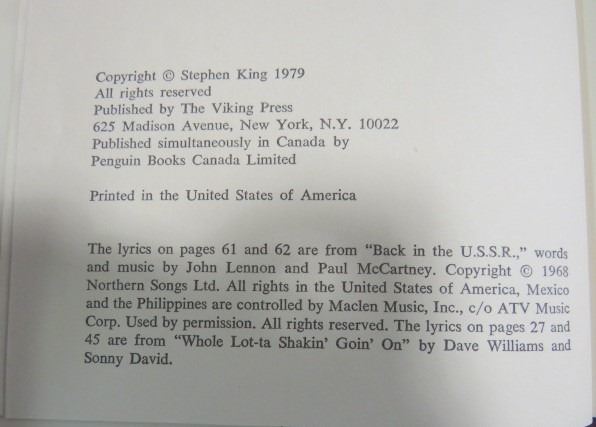 Copyright © Stephen King 1979
All rights reserved
Published by The Viking Press
625 Madison Avenue, New York, N.Y. 10022
Published simultaneously in Canada by
Penguin Books Canada Limited
Printed in the United States of America
The lyrics on pages 61 and 62 are from “Back in the U.S.S.R.,” words
and music by John Lennon and Paul McCartney. Copyright © 1968
Northern Songs Ltd. All rights in the United States of America, Mexico
and the Philippines are controlled by Maclen Music, Inc., c/o ATV Music
Corp. Used by permission. All rights reserved. The lyrics on pages 27 and
45 are from “Whole Lot-ta Shakin’ Goin’ On” by Dave Williams and
Sonny David.